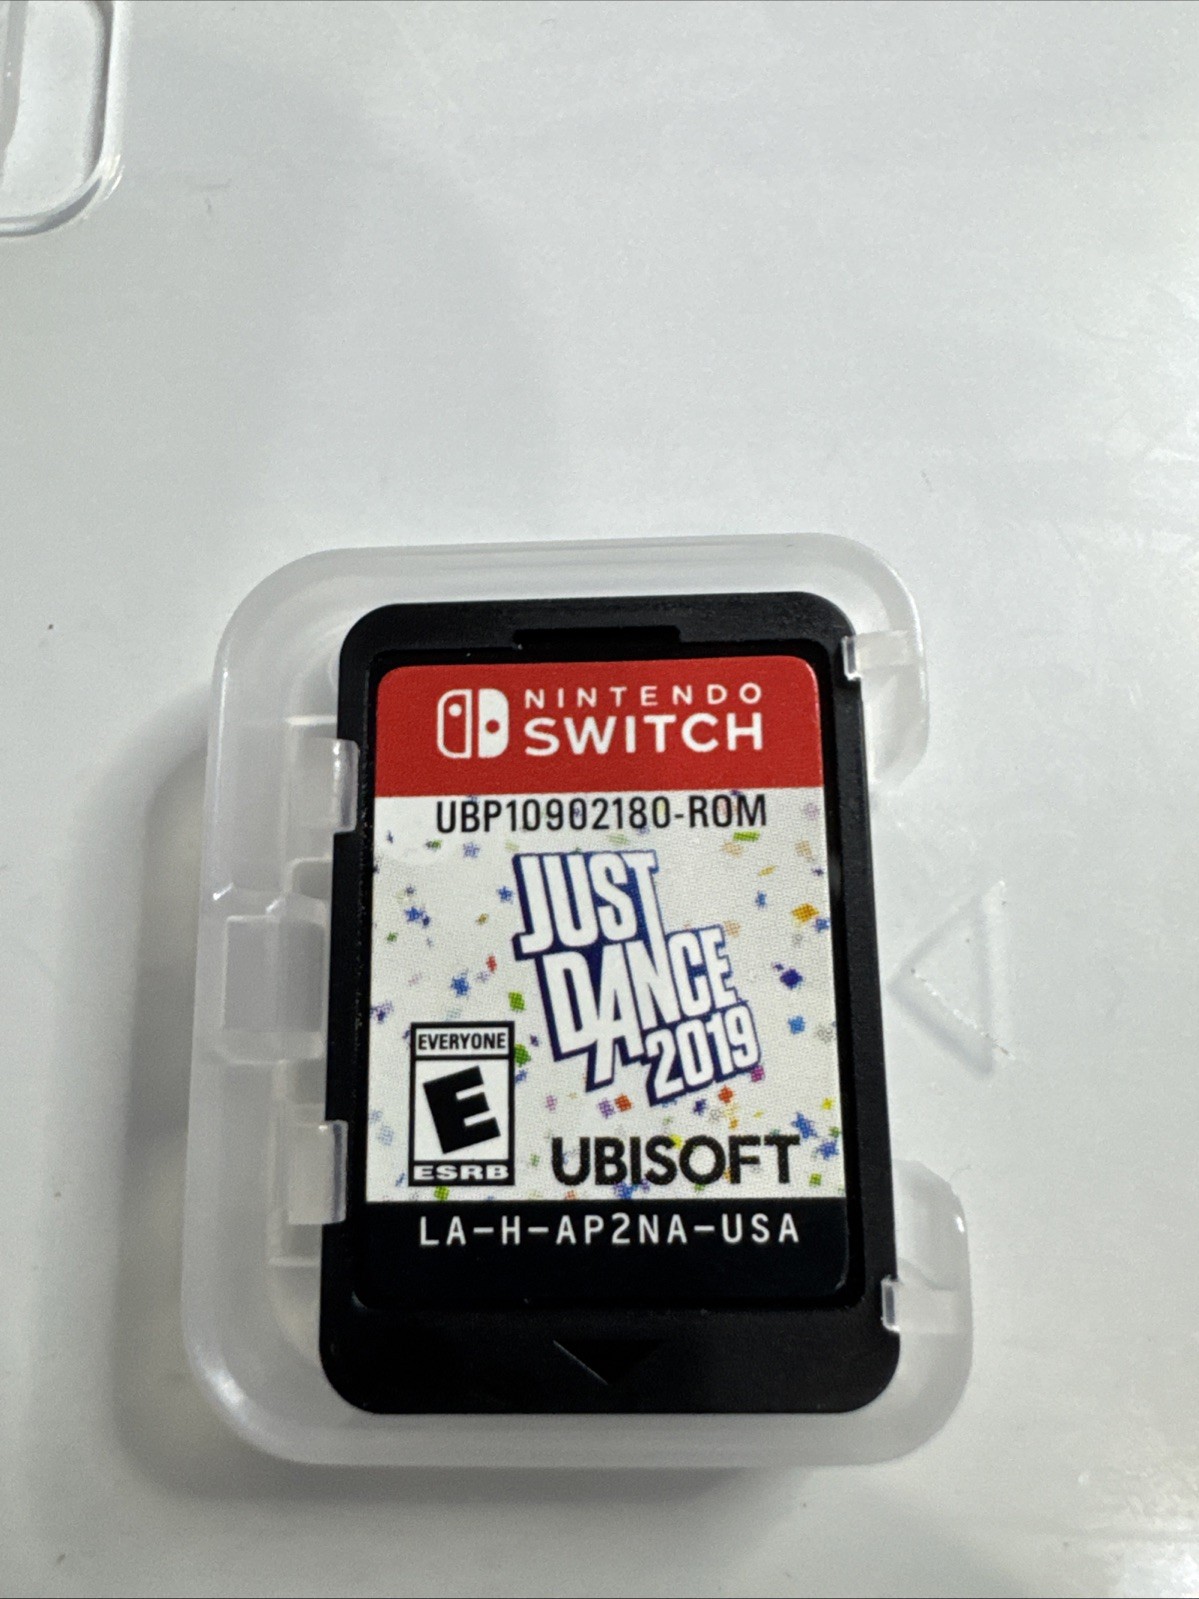 NINTENDO
SWITCH
UBP10902180-ROM
JUST
DANCE
2019
EVERYONE
E
ESRB
UBISOFT
LA-H-AP2NA-USA